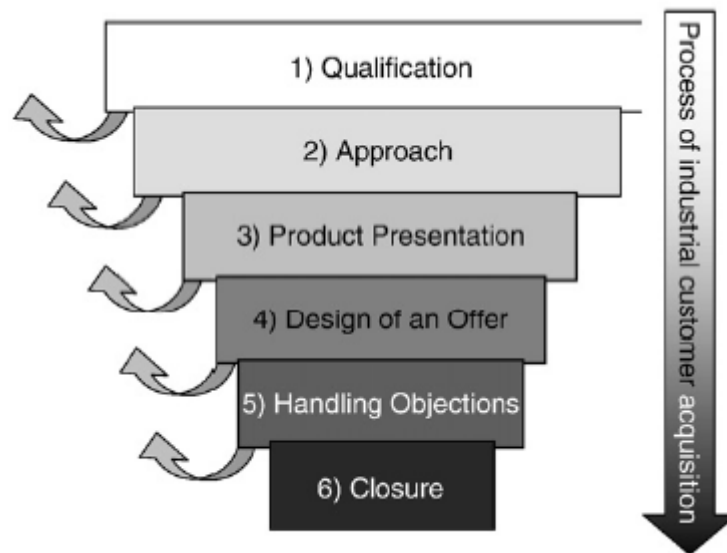 1) Qualification
2) Approach
3) Product Presentation
4) Design of an Offer
5) Handling Objections
6) Closure
Process of industrial customer acquisition